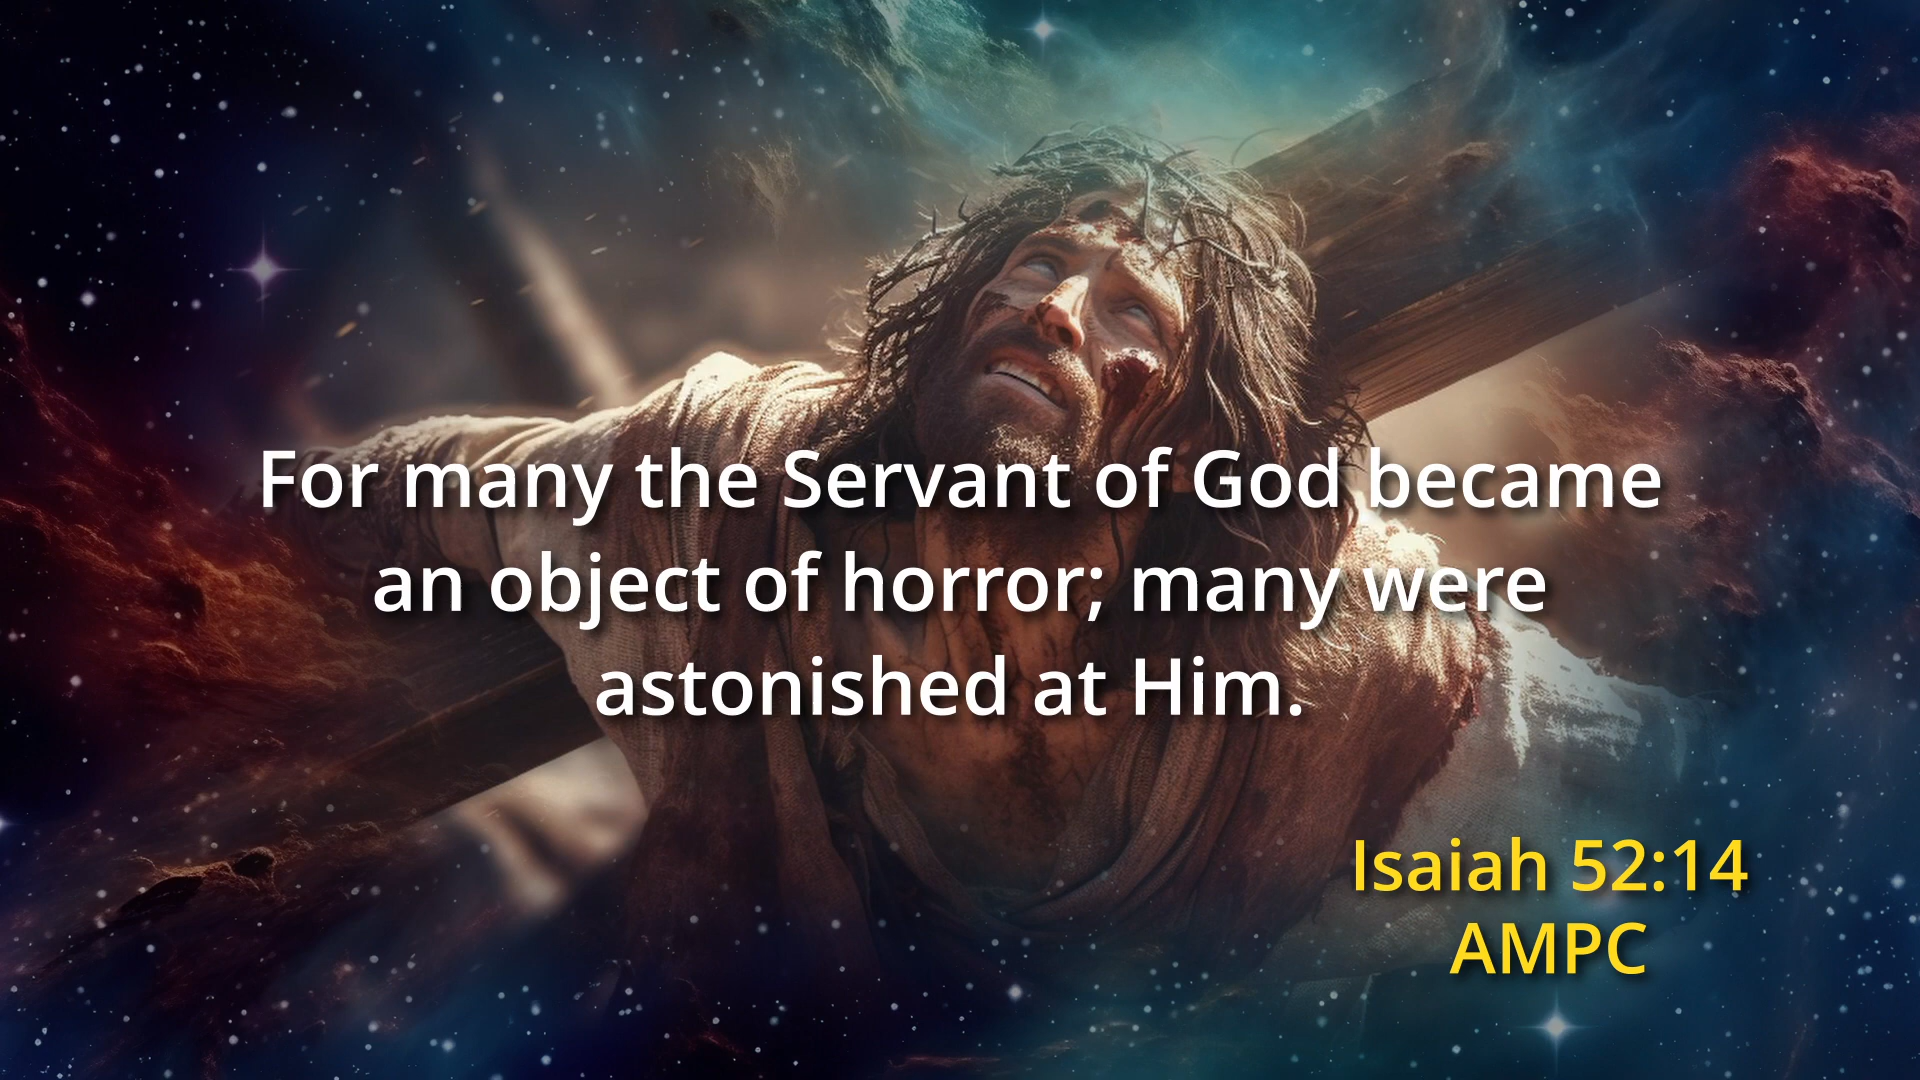 For many the Servant of God became
an object of horror; many were
astonished at Him.
Isaiah 52:14
AMPC